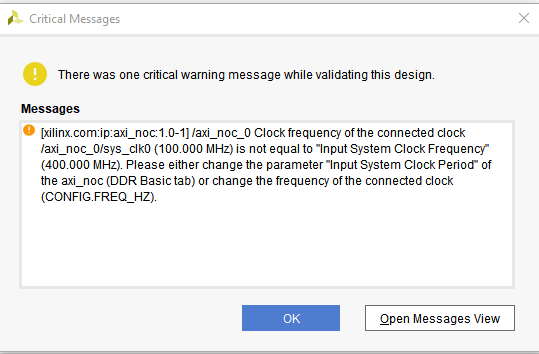 Critical Messages
There was one critical warning message while validating this design.
Messages
[xilinx.com:ip:axi_noc:1.0-1] /axi_noc_0 Clock frequency of the connected clock
/axi_noc_0/sys_clk0 (100.000 MHz) is not equal to "Input System Clock Frequency"
(400.000 MHz). Please either change the parameter "Input System Clock Period" of
the axi_noc (DDR Basic tab) or change the frequency of the connected clock
(CONFIG.FREQ_HZ).
OK
Open Messages View